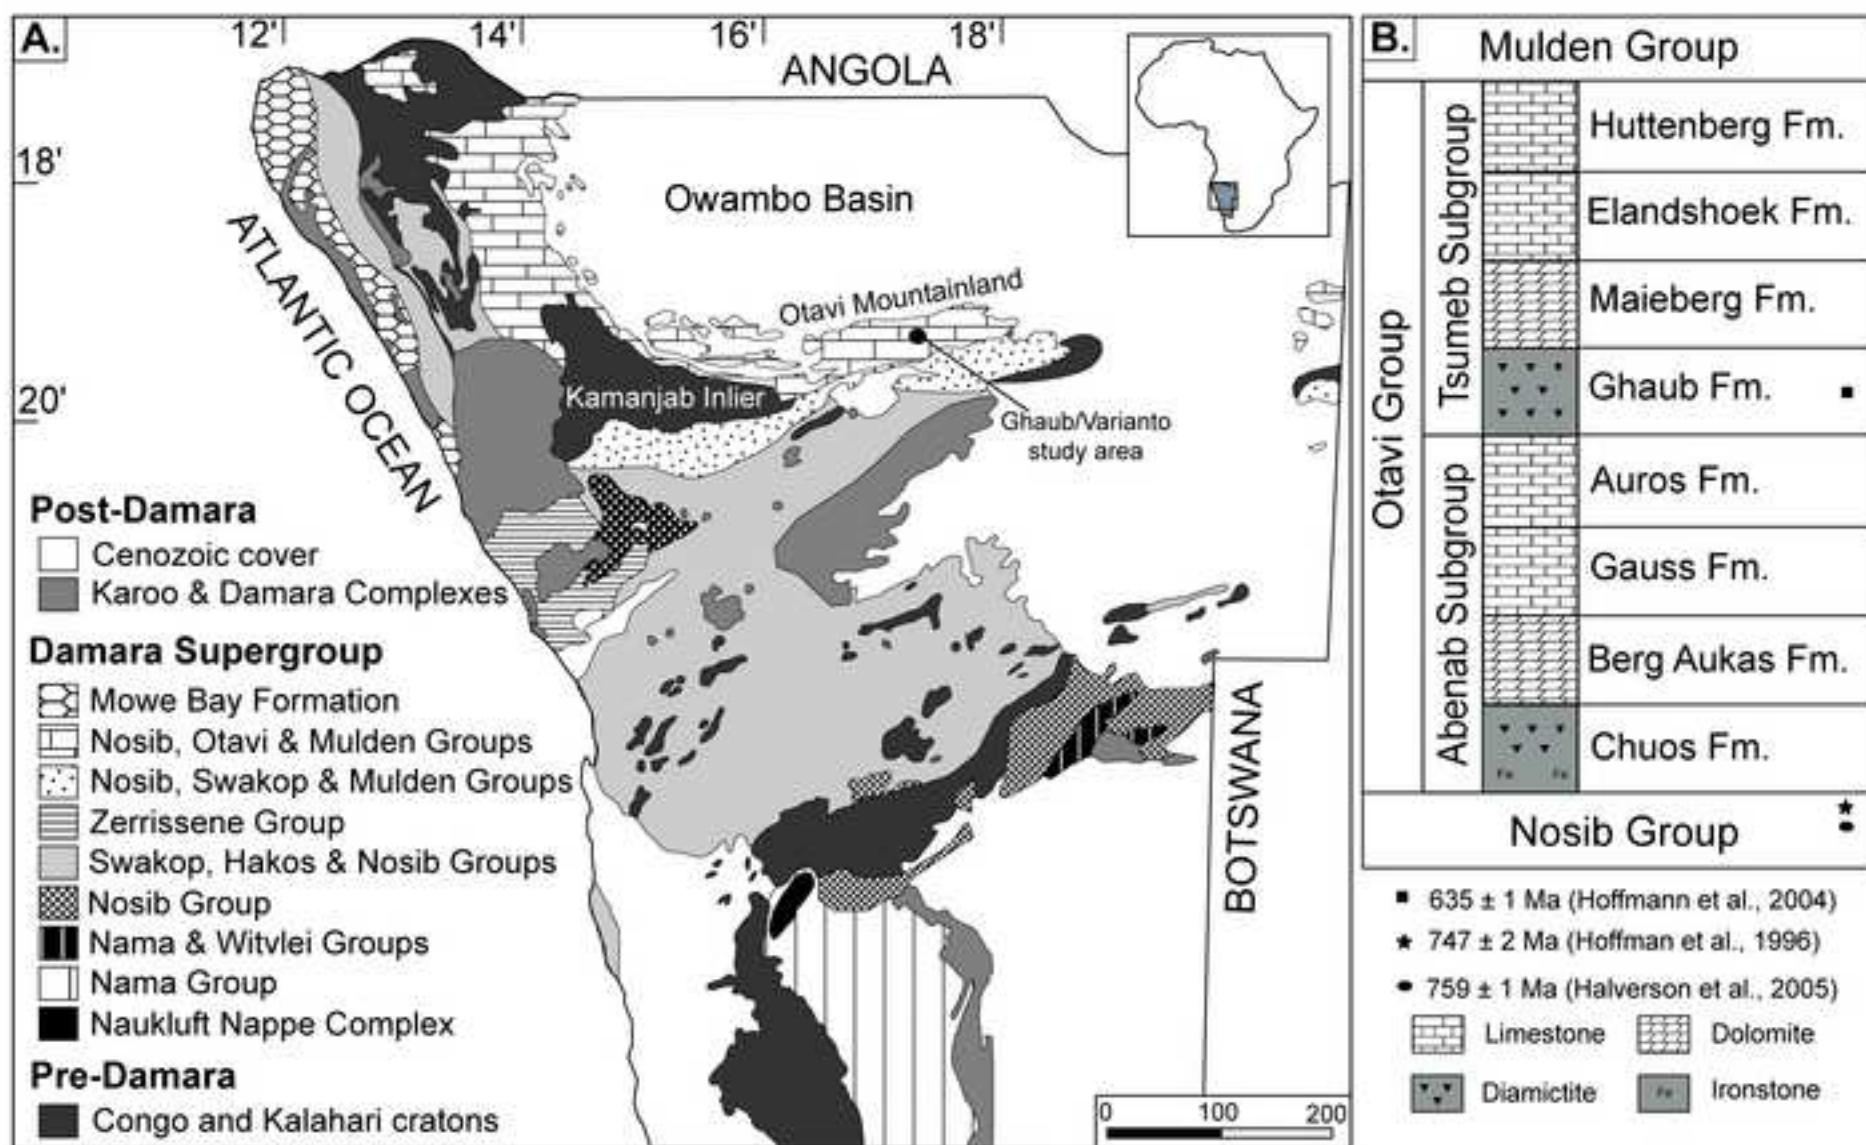 A.
12'
14'
16'
18'
ANGOLA
18'
Owambo Basin
ATLANTIC OCEAN
Otavi Mountainland
20'
Kamanjab Inlier
Ghaub/Varianto
study area
BOTSWANA
Post-Damara
Cenozoic cover
Karoo & Damara Complexes
Damara Supergroup
Mowe Bay Formation
Nosib, Otavi & Mulden Groups
Nosib, Swakop & Mulden Groups
Zerrissene Group
Swakop, Hakos & Nosib Groups
Nosib Group
Nama & Witvlei Groups
Nama Group
Naukluft Nappe Complex
Pre-Damara
Congo and Kalahari cratons
0 100 200
B.
Mulden Group
Otavi Group
Tsumeb Subgroup
Huttenberg Fm.
Elandshoek Fm.
Maieberg Fm.
Ghaub Fm.
Abenab Subgroup
Auros Fm.
Gauss Fm.
Berg Aukas Fm.
Chuos Fm.
Fe Fe
Nosib Group
635 ± 1 Ma (Hoffmann et al., 2004)
747 ± 2 Ma (Hoffman et al., 1996)
759 ± 1 Ma (Halverson et al., 2005)
Limestone
Dolomite
Diamictite
Fe
Ironstone